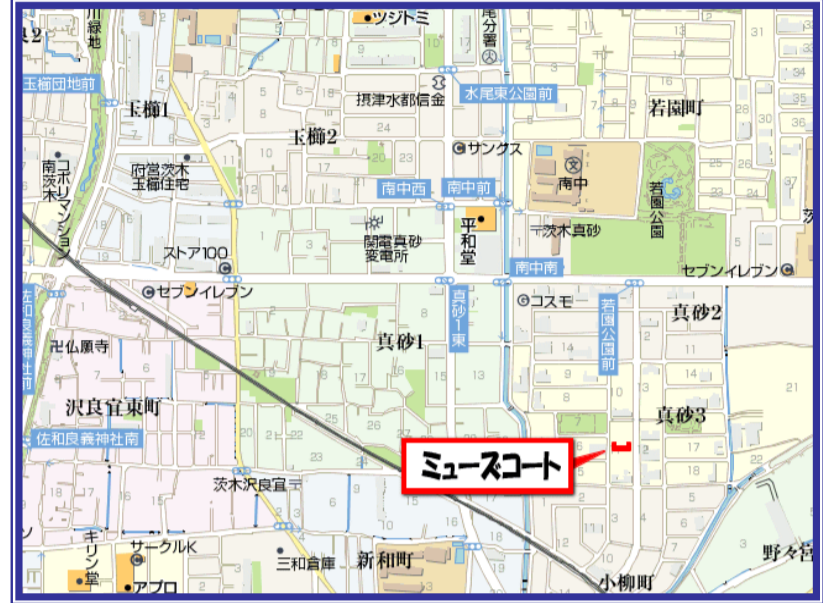 川緑地
ツジトミ
尾分署
玉櫛団地前
摂津水都信金
水尾東公園前
玉櫛1
玉櫛2
若園町
サンクス
南茨木
コボリマンション
府営茨木
玉櫛住宅
南中西
南中前
南中
若園公園
関電真砂
変電所
平和堂
〒茨木真砂
ストア100
南中南
セブンイレブン
セブンイレブン
佐和良義神社前
真砂1東
コスモ
若園公園前
真砂2
卍仏願寺
真砂1
沢良宜東町
真砂3
佐和良義神社南
ミューズコート
茨木沢良宜〒
キリン堂
サークルK
三和倉庫
新和町
野々宮
アプロ
小柳町